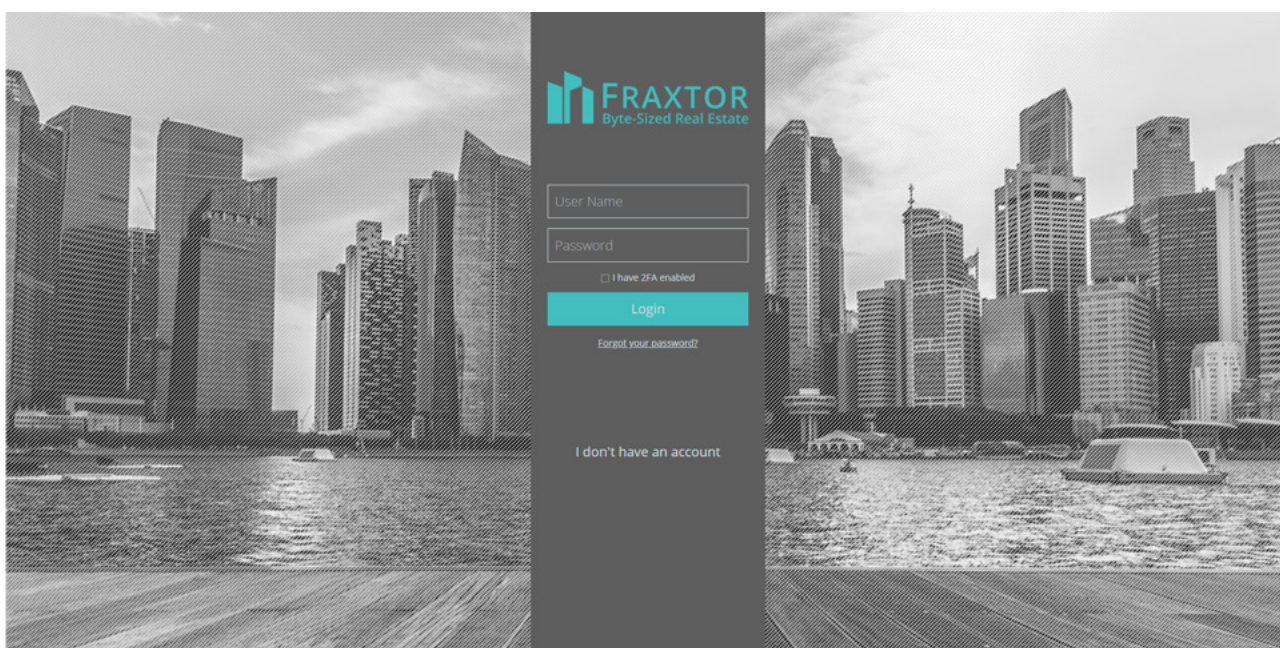 FRAXTOR
Byte-Sized Real Estate
User Name
Password
I have 2FA enabled
Login
Forgot your password?
I don't have an account